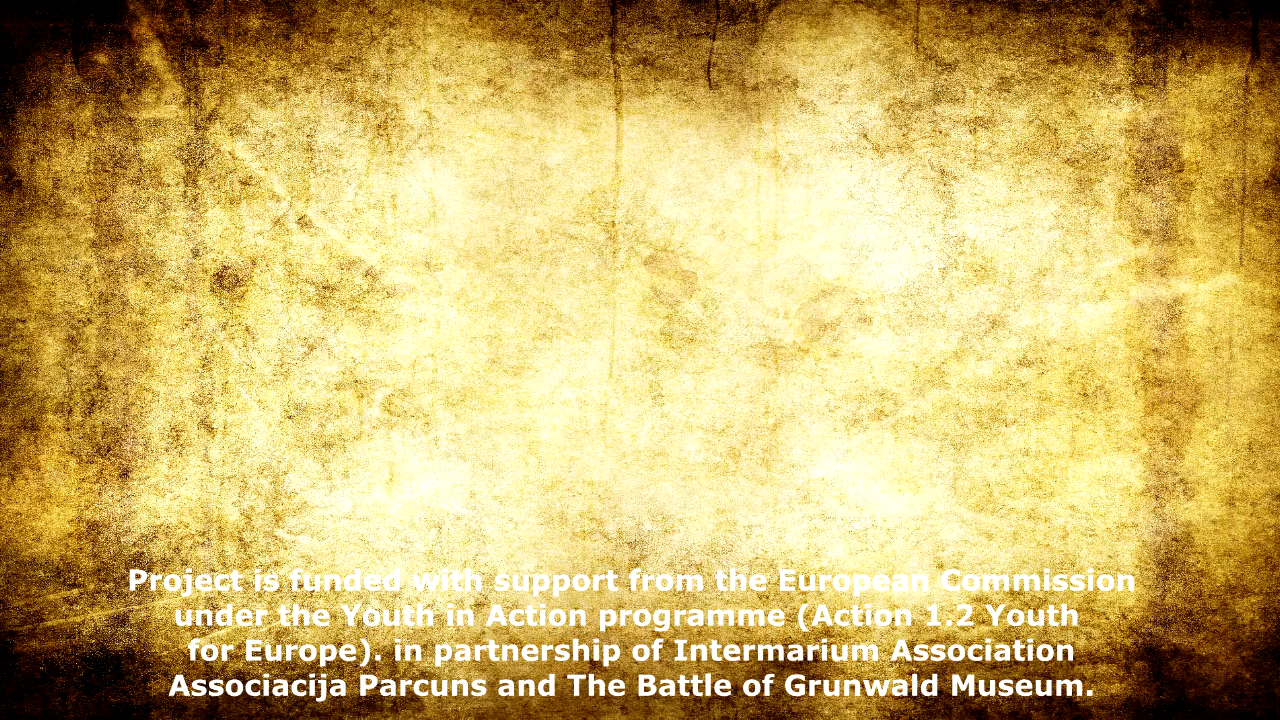 Project is funded with support from the European Commission
under the Youth in Action programme (Action 1.2 Youth
for Europe). in partnership of Intermarium Association
Associacija Parcuns and The Battle of Grunwald Museum.